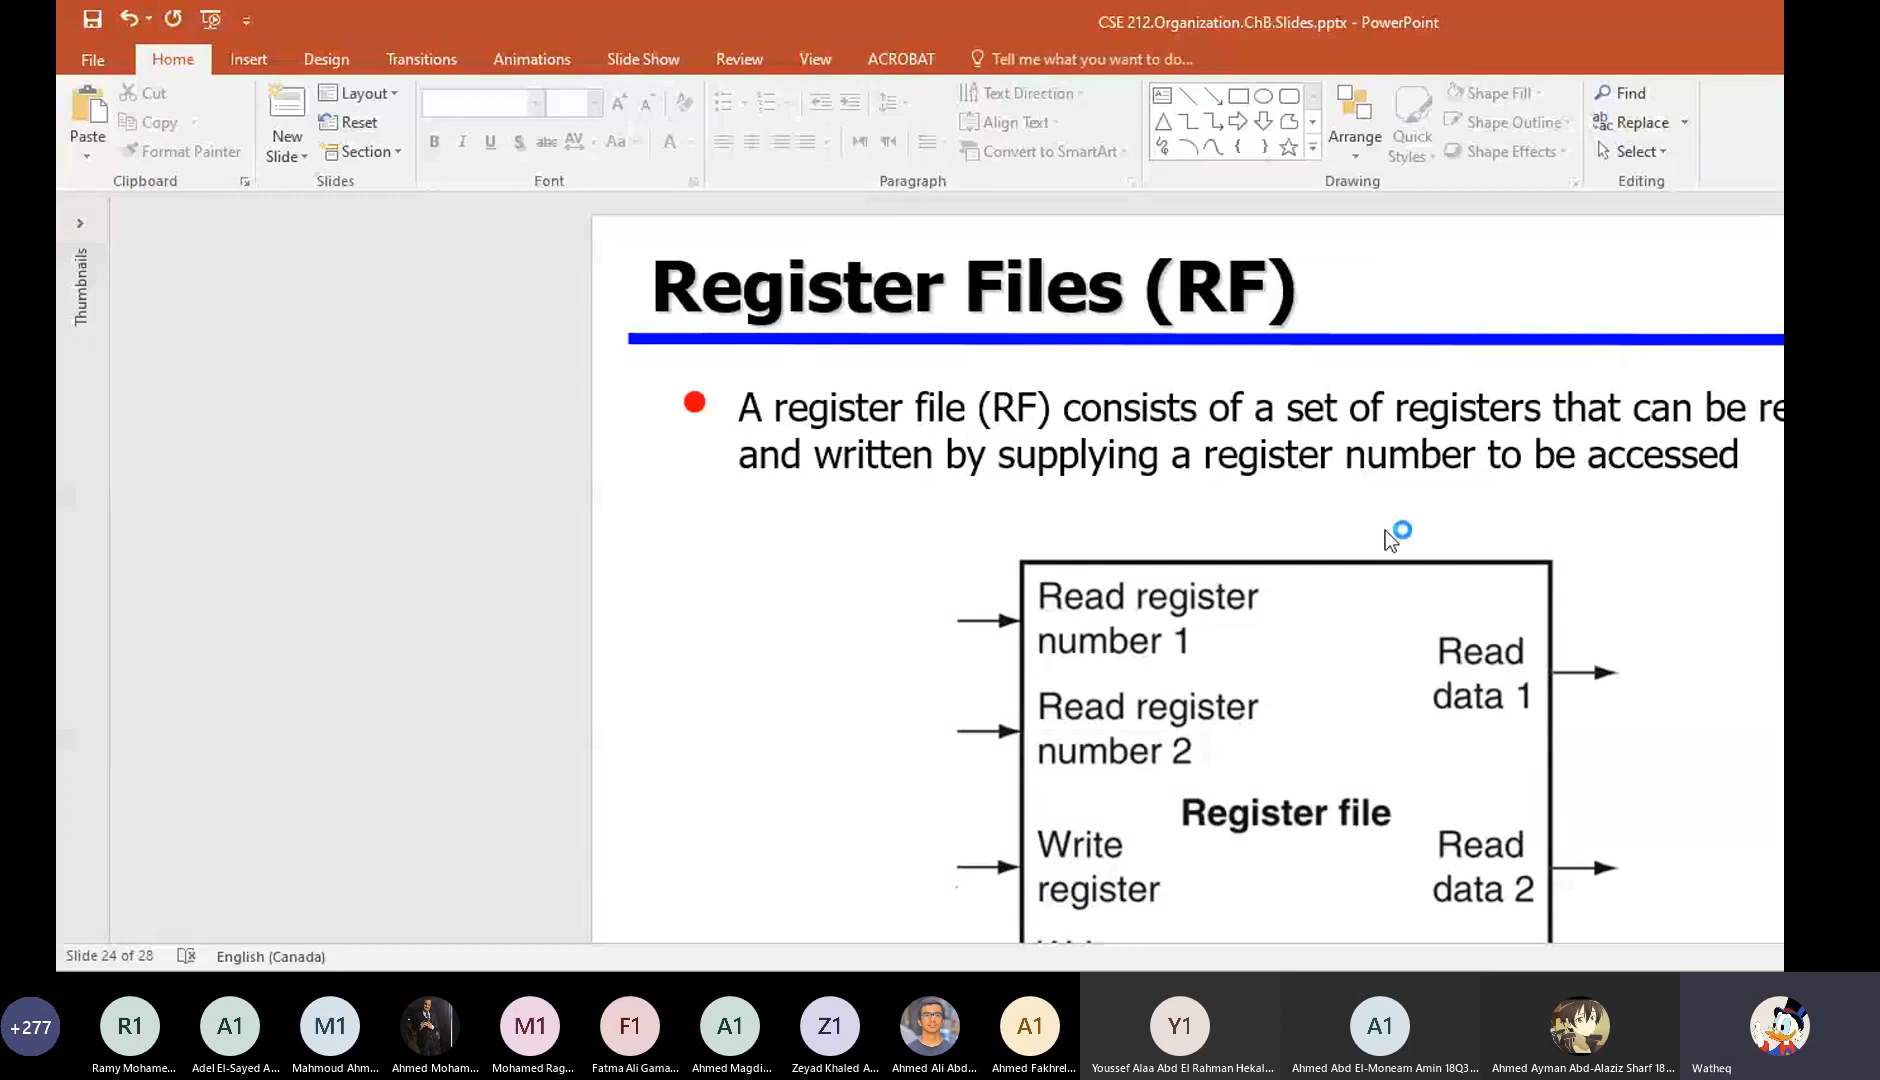 CSE 212.Organization.ChB.Slides.pptx - PowerPoint
File Home Insert Design Transitions Animations Slide Show Review View ACROBAT Tell me what you want to do...
Paste
Cut
Copy
Format Painter
Clipboard
New
Slide
Layout
Reset
Section
Slides
B I U S abc AV Aa A
Font
Text Direction
Align Text
Convert to SmartArt
Paragraph
Arrange
Quick
Styles
Shape Fill
Shape Outline
Shape Effects
Drawing
Find
Replace
Select
Editing
Thumbnails
Register Files (RF)
A register file (RF) consists of a set of registers that can be re
and written by supplying a register number to be accessed
Read register
number 1
Read register
number 2
Register file
Write
register
Read
data 1
Read
data 2
Slide 24 of 28 English (Canada)
+277 R1 A1 M1 M1 F1 A1 Z1 A1 Y1 A1
Ramy Mohame... Adel El-Sayed A... Mahmoud Ahm... Ahmed Moham... Mohamed Rag... Fatma Ali Gama... Ahmed Magdi... Zeyad Khaled A... Ahmed Ali Abd... Ahmed Fakhrel... Youssef Alaa Abd El Rahman Hekal... Ahmed Abd El-Moneam Amin 18Q3... Ahmed Ayman Abd-Alaziz Sharf 18... Watheq